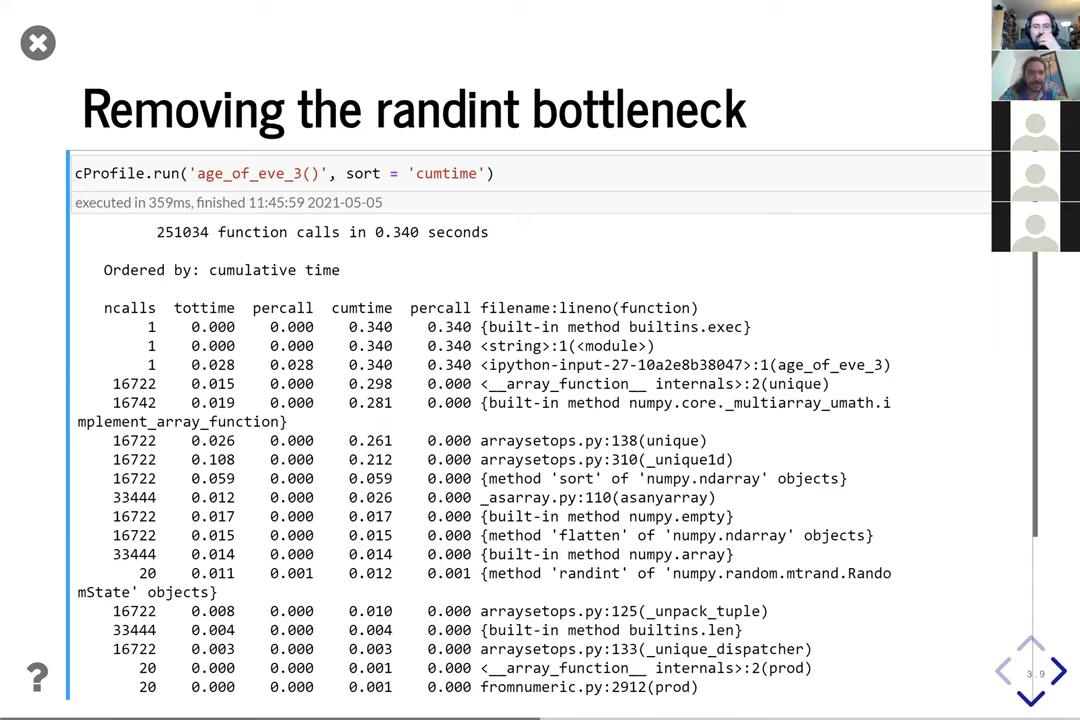 Removing the randint bottleneck
cProfile.run('age_of_eve_3()', sort = 'cumtime')
executed in 359ms, finished 11:45:59 2021-05-05
251034 function calls in 0.340 seconds
Ordered by: cumulative time
ncalls tottime percall cumtime percall filename:lineno(function)
1 0.000 0.000 0.340 0.340 {built-in method builtins.exec}
1 0.000 0.000 0.340 0.340 <string>:1(<module>)
1 0.028 0.028 0.340 0.340 <ipython-input-27-10a2e8b38047>:1(age_of_eve_3)
16722 0.015 0.000 0.298 0.000 <__array_function__ internals>:2(unique)
16742 0.019 0.000 0.281 0.000 {built-in method numpy.core._multiarray_umath.i
mplement_array_function}
16722 0.026 0.000 0.261 0.000 arraysetops.py:138(unique)
16722 0.108 0.000 0.212 0.000 arraysetops.py:310(_unique1d)
16722 0.059 0.000 0.059 0.000 {method 'sort' of 'numpy.ndarray' objects}
33444 0.012 0.000 0.026 0.000 _asarray.py:110(asanyarray)
16722 0.017 0.000 0.017 0.000 {built-in method numpy.empty}
16722 0.015 0.000 0.015 0.000 {method 'flatten' of 'numpy.ndarray' objects}
33444 0.014 0.000 0.014 0.000 {built-in method numpy.array}
20 0.011 0.001 0.012 0.001 {method 'randint' of 'numpy.random.mtrand.Rando
mState' objects}
16722 0.008 0.000 0.010 0.000 arraysetops.py:125(_unpack_tuple)
33444 0.004 0.000 0.004 0.000 {built-in method builtins.len}
16722 0.003 0.000 0.003 0.000 arraysetops.py:133(_unique_dispatcher)
20 0.000 0.000 0.001 0.000 <__array_function__ internals>:2(prod)
20 0.000 0.000 0.001 0.000 fromnumeric.py:2912(prod)
?
3.9